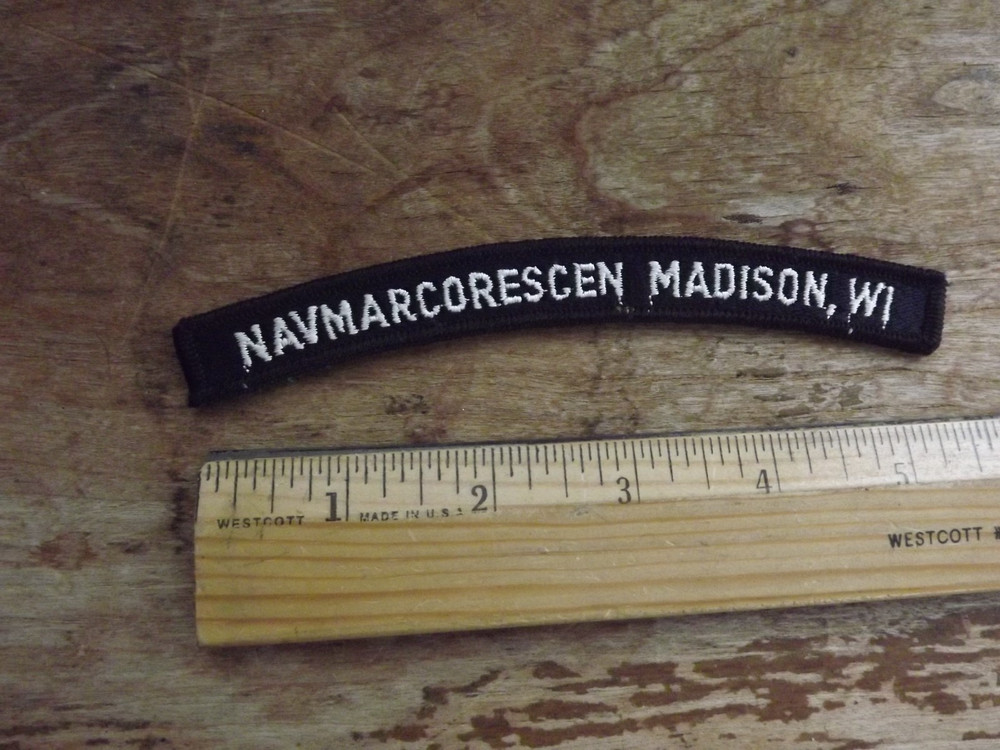 NAVMARCORESCEN MADISON, WI
1 2 3 4 5
WESTCOTT MADE IN U.S.A.
WESTCOTT